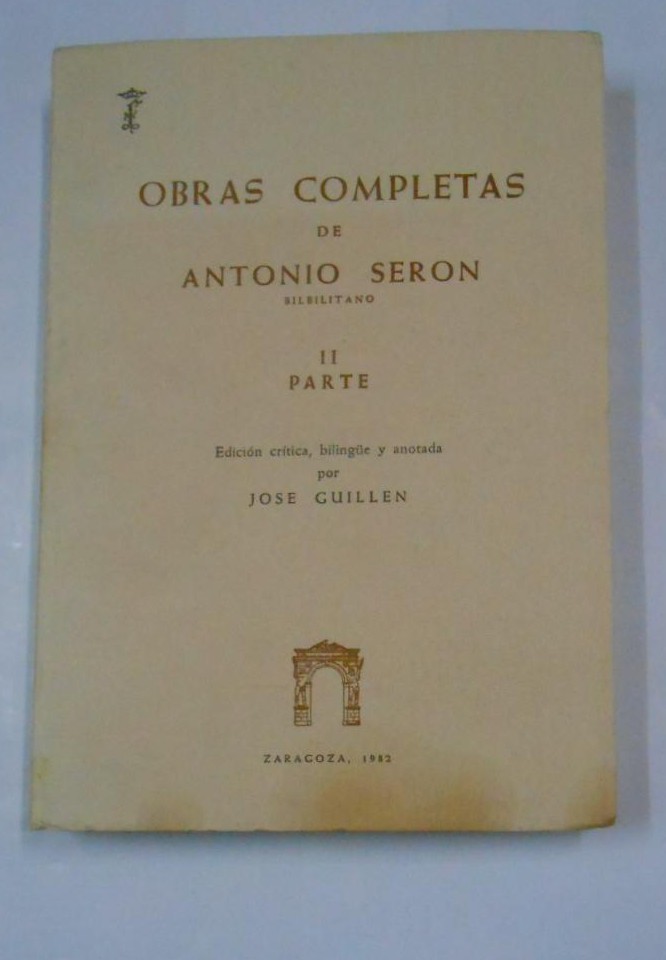 OBRAS COMPLETAS
DE
ANTONIO SERON
BILBILITANO
II
PARTE
Edición crítica, bilingüe y anotada
por
JOSE GUILLEN
ZARAGOZA, 1982